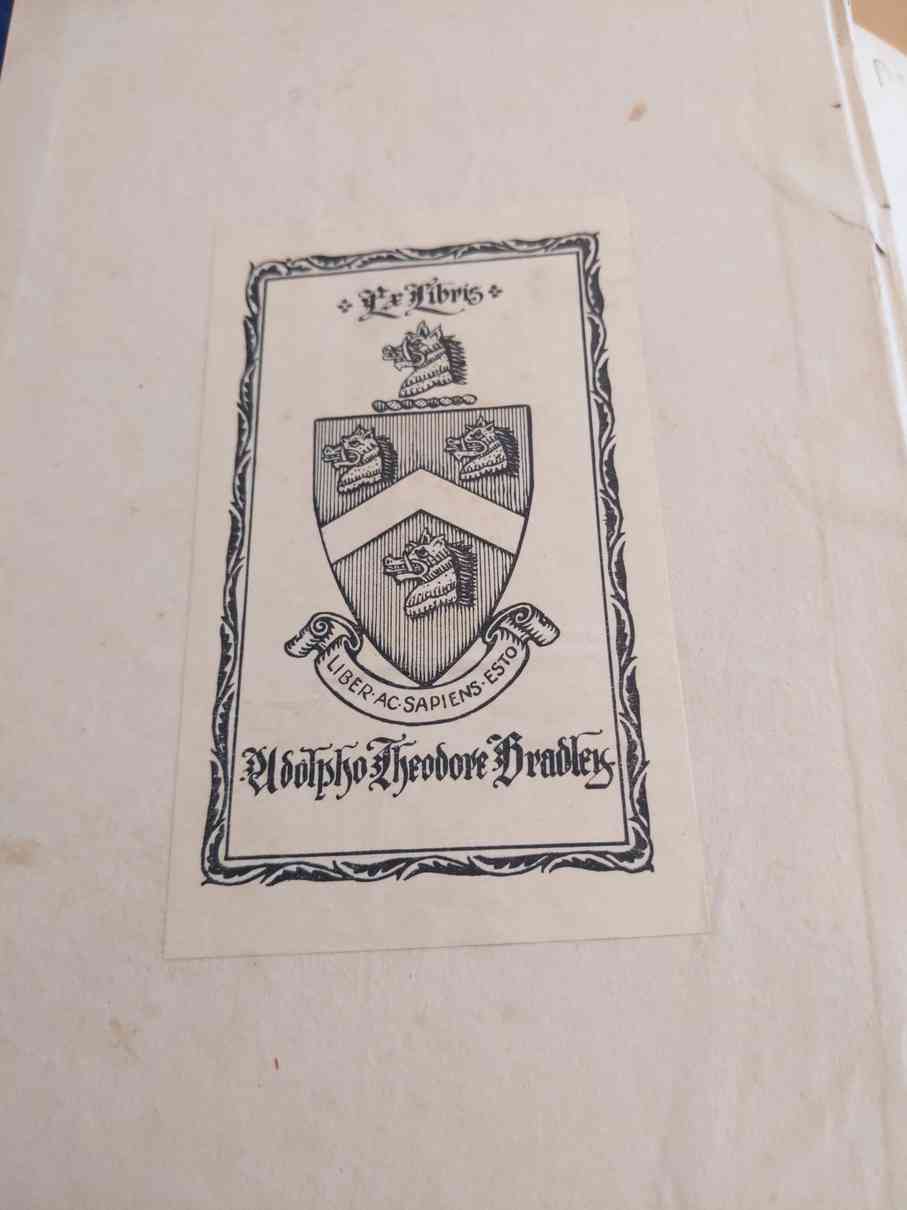 Ex Libris
LIBER·AC·SAPIENS·ESTO
Adolpho Theodore Bradley